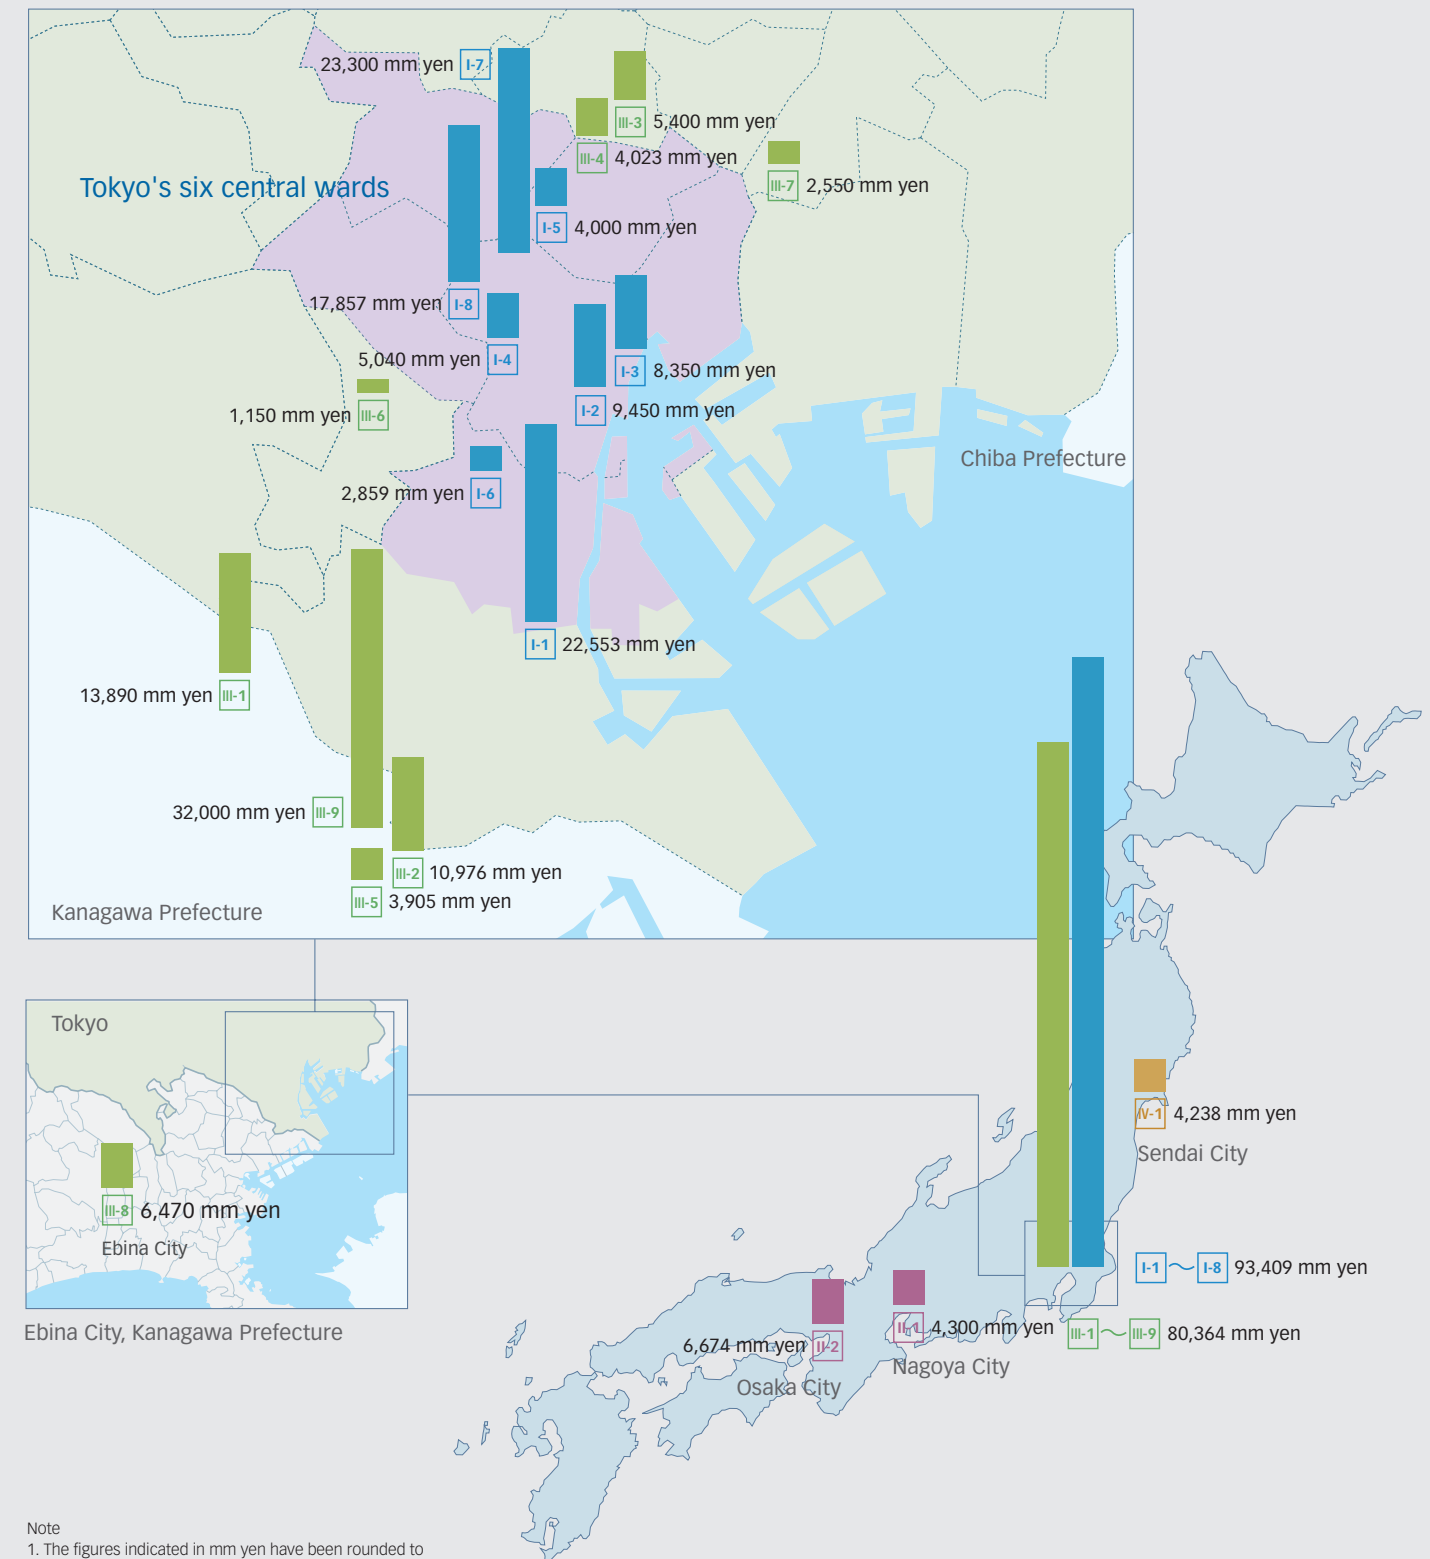 23,300 mm yen I-7
III-3 5,400 mm yen
III-4 4,023 mm yen
III-7 2,550 mm yen
Tokyo's six central wards
I-5 4,000 mm yen
17,857 mm yen I-8
5,040 mm yen I-4
I-3 8,350 mm yen
I-2 9,450 mm yen
1,150 mm yen III-6
Chiba Prefecture
2,859 mm yen I-6
I-1 22,553 mm yen
13,890 mm yen III-1
32,000 mm yen III-9
III-2 10,976 mm yen
III-5 3,905 mm yen
Kanagawa Prefecture
Tokyo
III-8 6,470 mm yen
Ebina City
Ebina City, Kanagawa Prefecture
IV-1 4,238 mm yen
Sendai City
I-1 ~ I-8 93,409 mm yen
II-1 4,300 mm yen
III-1 ~ III-9 80,364 mm yen
6,674 mm yen II-2
Nagoya City
Osaka City
Note
1. The figures indicated in mm yen have been rounded to